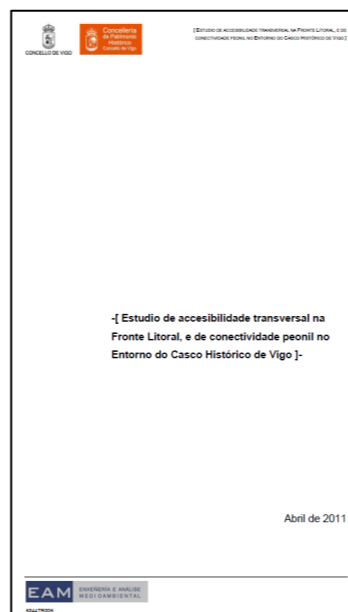 CONCELLO DE VIGO
Concellería
de Patrimonio
Histórico
Concello de Vigo
[ ESTUDIO DE ACCESIBILIDADE TRANSVERSAL NA FRONTE LITORAL, E DE
CONECTIVIDADE PEONIL NO ENTORNO DO CASCO HISTÓRICO DE VIGO ]
-[ Estudio de accesibilidade transversal na
Fronte Litoral, e de conectividade peonil no
Entorno do Casco Histórico de Vigo ]-
Abril de 2011
EAM
ENXEÑERÍA E ANÁLISE
MEDIOAMBIENTAL